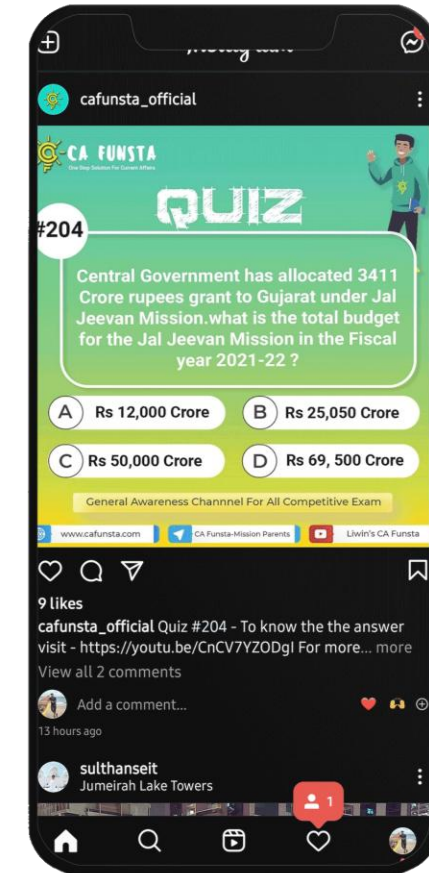 cafunsta_official
CA FUNSTA
One Stop Solution For Current Affairs
QUIZ
#204
Central Government has allocated 3411
Crore rupees grant to Gujarat under Jal
Jeevan Mission.what is the total budget
for the Jal Jeevan Mission in the Fiscal
year 2021-22 ?
A Rs 12,000 Crore
B Rs 25,050 Crore
C Rs 50,000 Crore
D Rs 69, 500 Crore
General Awareness Channnel For All Competitive Exam
www.cafunsta.com
CA Funsta-Mission Parents
Liwin's CA Funsta
9 likes
cafunsta_official Quiz #204 - To know the the answer
visit - https://youtu.be/CnCV7YZODgI For more... more
View all 2 comments
Add a comment...
13 hours ago
sulthanseit
Jumeirah Lake Towers
1